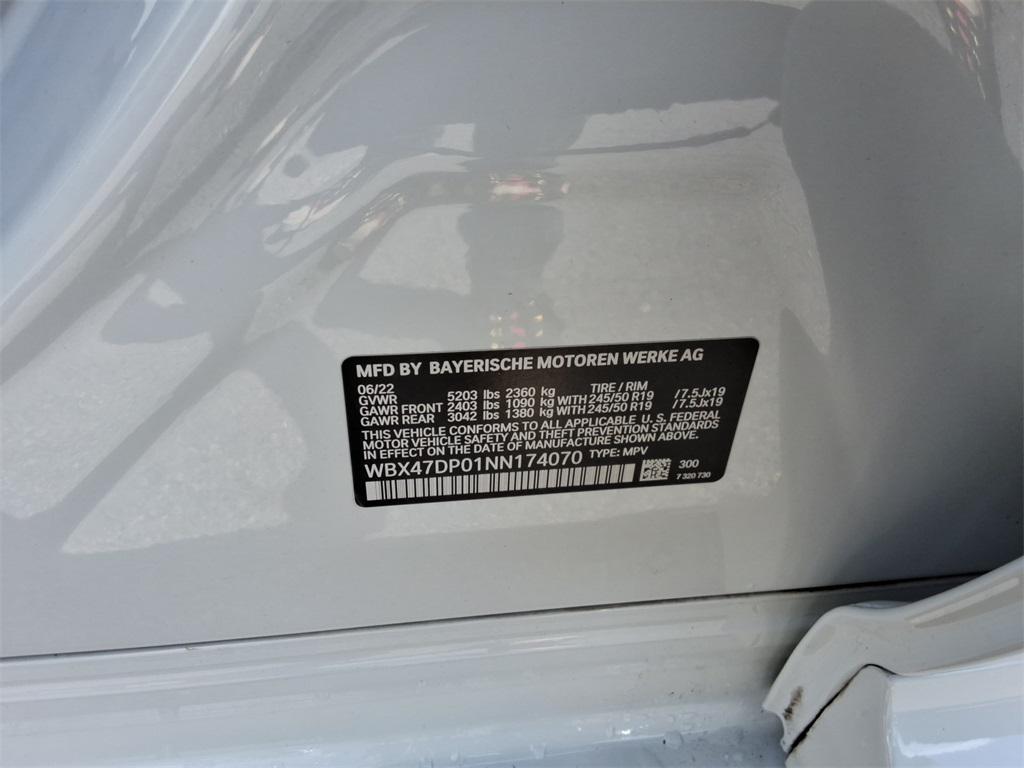 MFD BY BAYERISCHE MOTOREN WERKE AG
06/22
GVWR 5203 lbs 2360 kg TIRE / RIM
GAWR FRONT 2403 lbs 1090 kg WITH 245/50 R19 /7.5Jx19
GAWR REAR 3042 lbs 1380 kg WITH 245/50 R19 /7.5Jx19
THIS VEHICLE CONFORMS TO ALL APPLICABLE U. S. FEDERAL
MOTOR VEHICLE SAFETY AND THEFT PREVENTION STANDARDS
IN EFFECT ON THE DATE OF MANUFACTURE SHOWN ABOVE.
WBX47DP01NN174070 TYPE: MPV
300
7 320 730